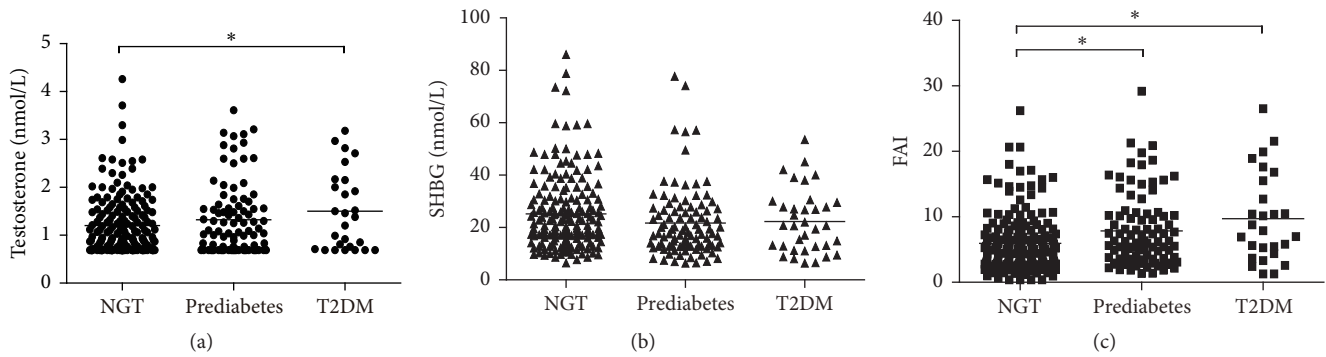 Testosterone (nmol/L)
5
4
3
2
1
0
*
NGT Prediabetes T2DM
(a)
SHBG (nmol/L)
100
80
60
40
20
0
NGT Prediabetes T2DM
(b)
FAI
40
30
20
10
0
*
*
NGT Prediabetes T2DM
(c)